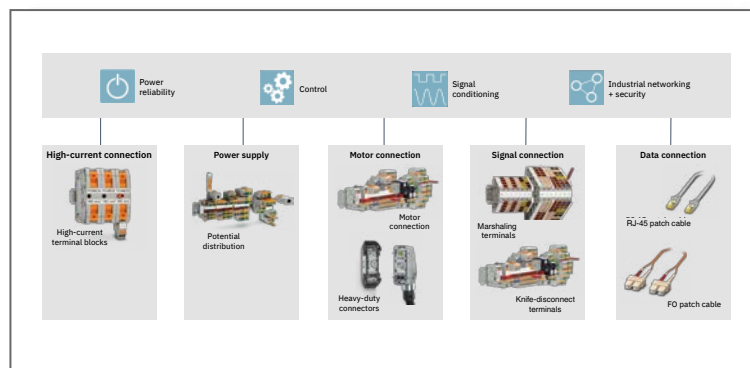 Power
reliability
Control
Signal
conditioning
Industrial networking
+ security
High-current connection
High-current
terminal blocks
Power supply
Potential
distribution
Motor connection
Motor
connection
Heavy-duty
connectors
Signal connection
Marshaling
terminals
Knife-disconnect
terminals
Data connection
RJ-45 patch cable
FO patch cable